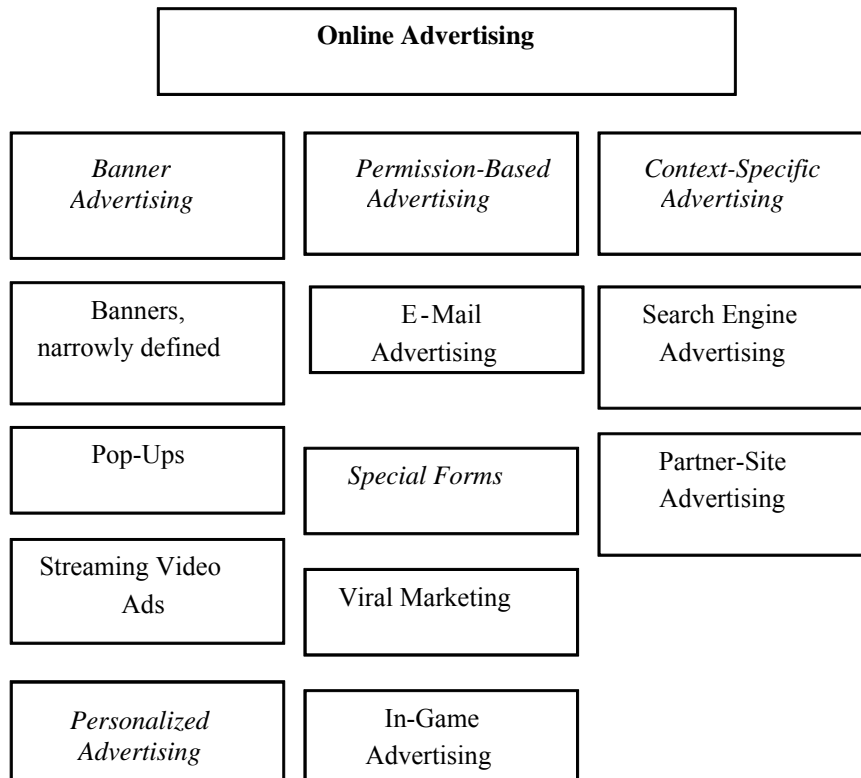 Online Advertising
Banner
Advertising
Permission-Based
Advertising
Context-Specific
Advertising
Banners,
narrowly defined
E-Mail
Advertising
Search Engine
Advertising
Pop-Ups
Special Forms
Partner-Site
Advertising
Streaming Video
Ads
Viral Marketing
Personalized
Advertising
In-Game
Advertising